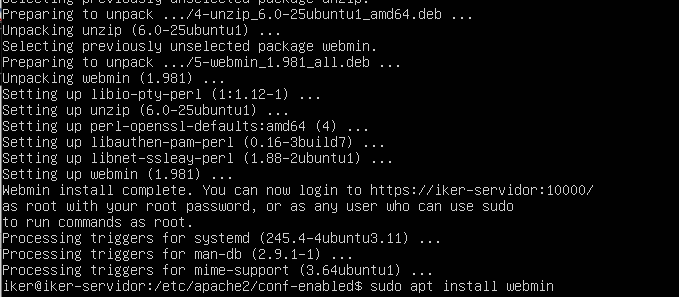 Selecting previously unselected package unzip.
Preparing to unpack .../4-unzip_6.0-25ubuntu1_amd64.deb ...
Unpacking unzip (6.0-25ubuntu1) ...
Selecting previously unselected package webmin.
Preparing to unpack .../5-webmin_1.981_all.deb ...
Unpacking webmin (1.981) ...
Setting up libio-pty-perl (1:1.12-1) ...
Setting up unzip (6.0-25ubuntu1) ...
Setting up perl-openssl-defaults:amd64 (4) ...
Setting up libauthen-pam-perl (0.16-3build7) ...
Setting up libnet-ssleay-perl (1.88-2ubuntu1) ...
Setting up webmin (1.981) ...
Webmin install complete. You can now login to https://iker-servidor:10000/
as root with your root password, or as any user who can use sudo
to run commands as root.
Processing triggers for systemd (245.4-4ubuntu3.11) ...
Processing triggers for man-db (2.9.1-1) ...
Processing triggers for mime-support (3.64ubuntu1) ...
iker@iker-servidor:/etc/apache2/conf-enabled$ sudo apt install webmin